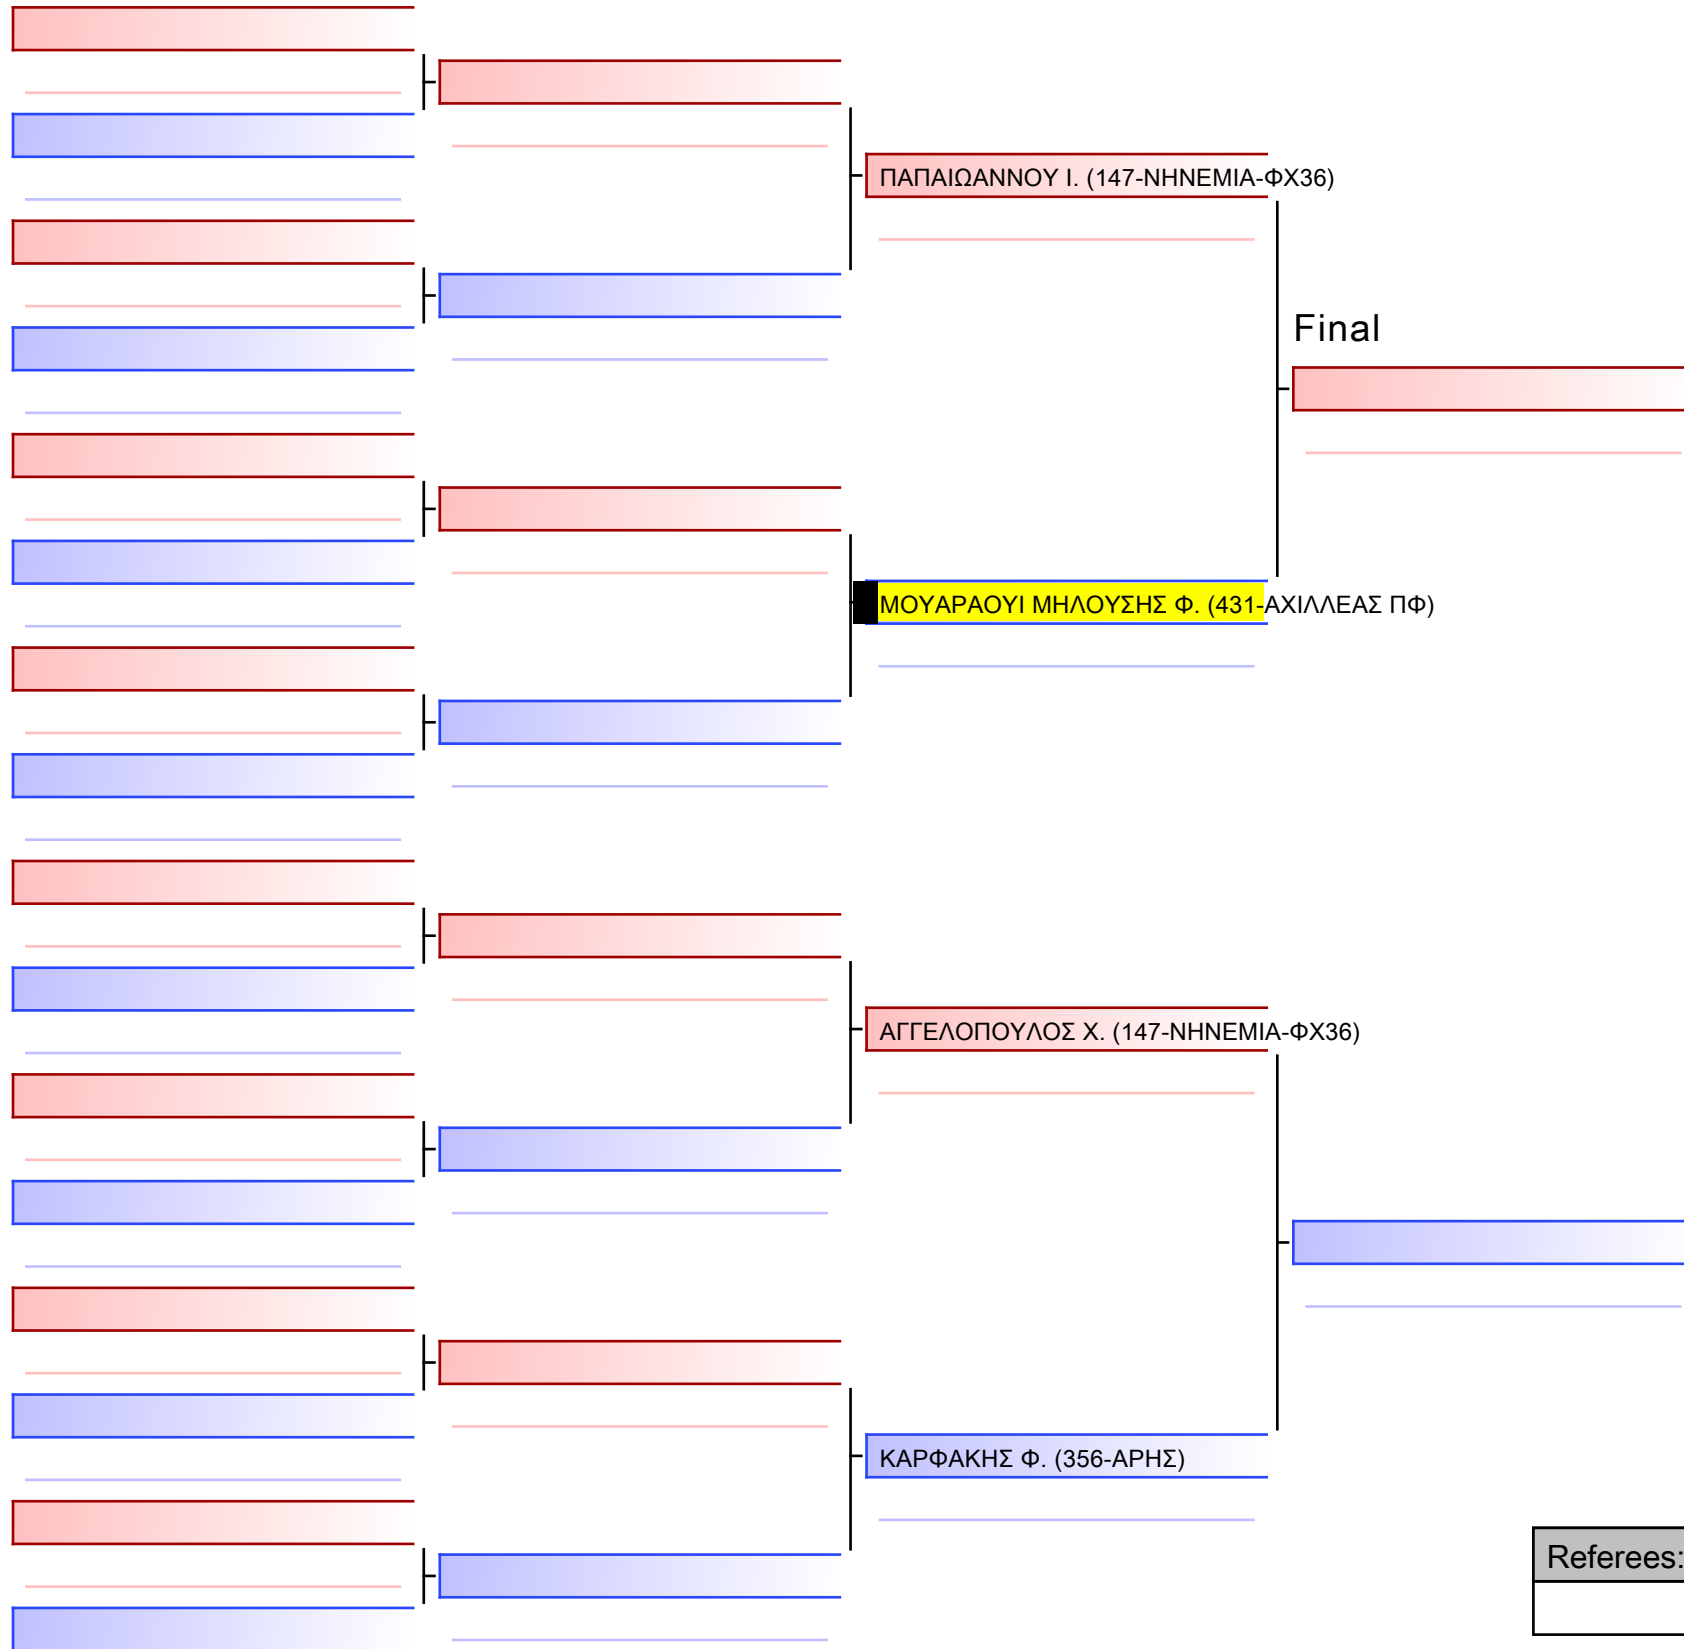 ΠΑΠΑΙΩΑΝΝΟΥ Ι. (147-ΝΗΝΕΜΙΑ-ΦΧ36)
Final
ΜΟΥΑΡΑΟΥΙ ΜΗΛΟΥΣΗΣ Φ. (431-ΑΧΙΛΛΕΑΣ ΠΦ)
ΑΓΓΕΛΟΠΟΥΛΟΣ Χ. (147-ΝΗΝΕΜΙΑ-ΦΧ36)
ΚΑΡΦΑΚΗΣ Φ. (356-ΑΡΗΣ)
Referees: